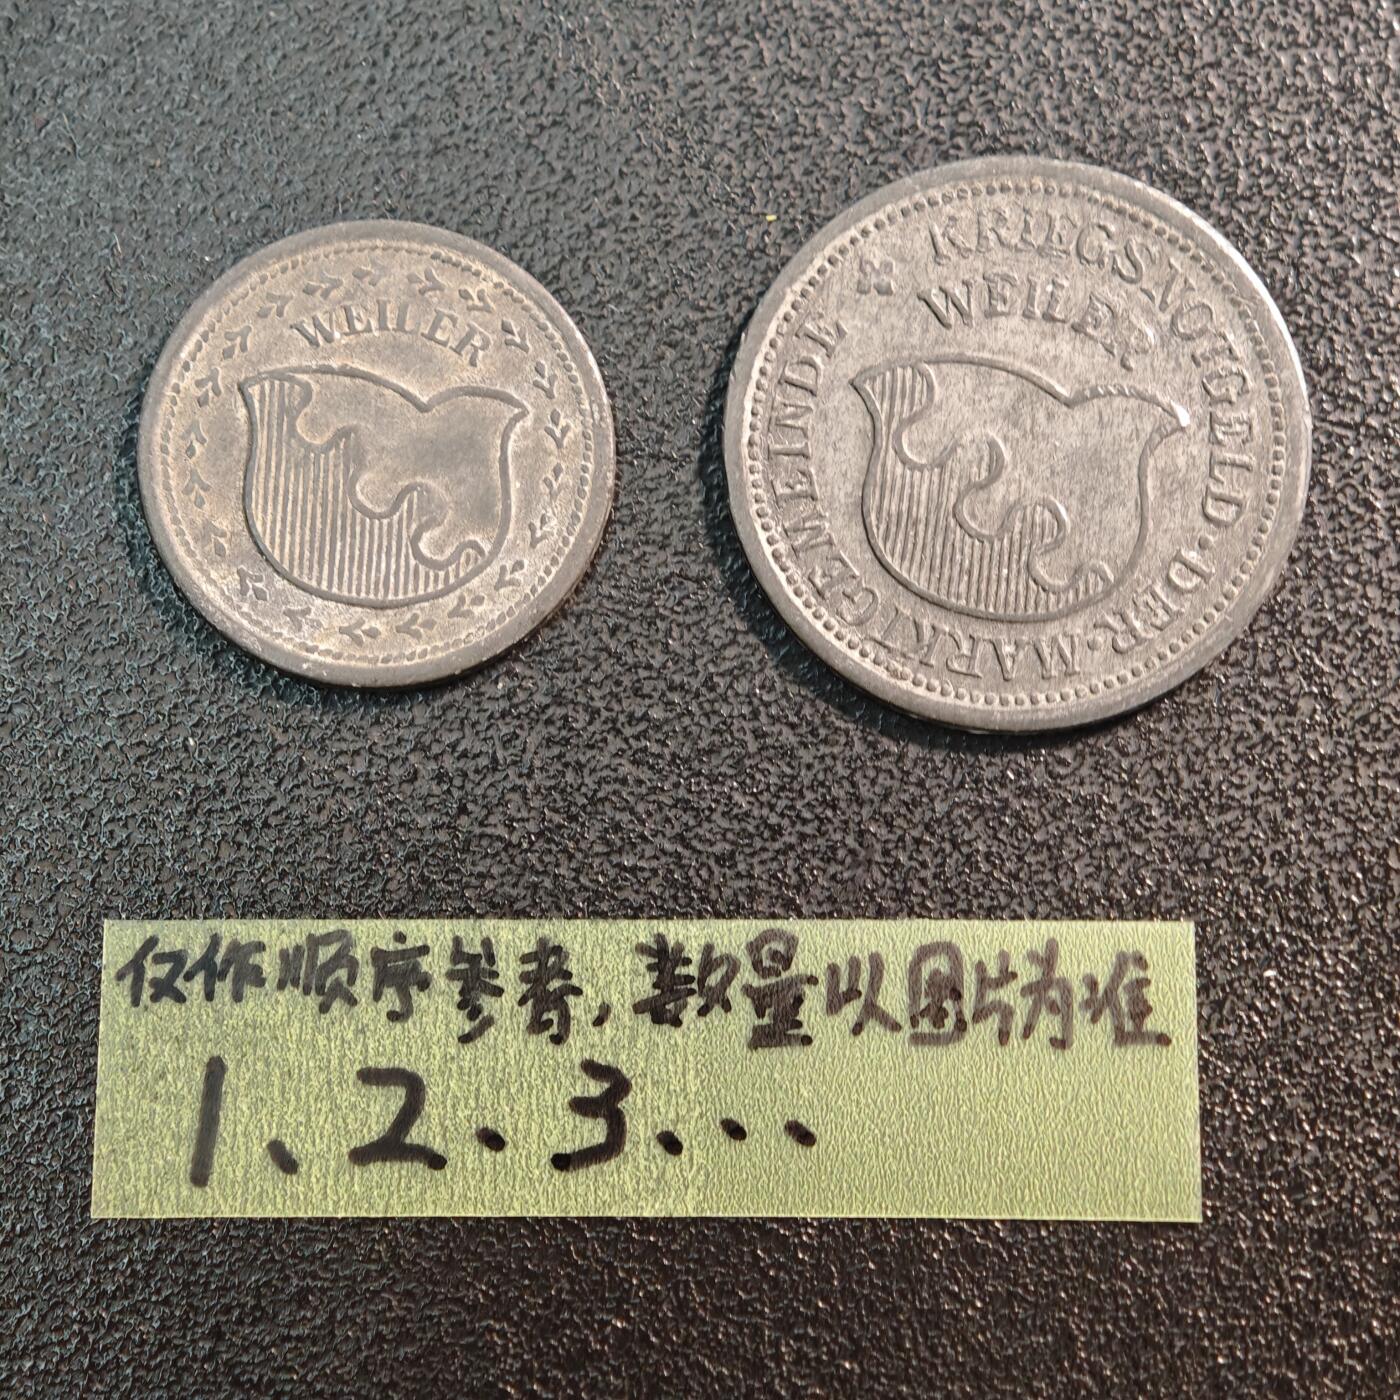 WEILER
KRIEGSNOTGELD · DER · MARKTGEMEINDE
WEILER
仅作顺序参考，数量以图片为准
1、2、3、···